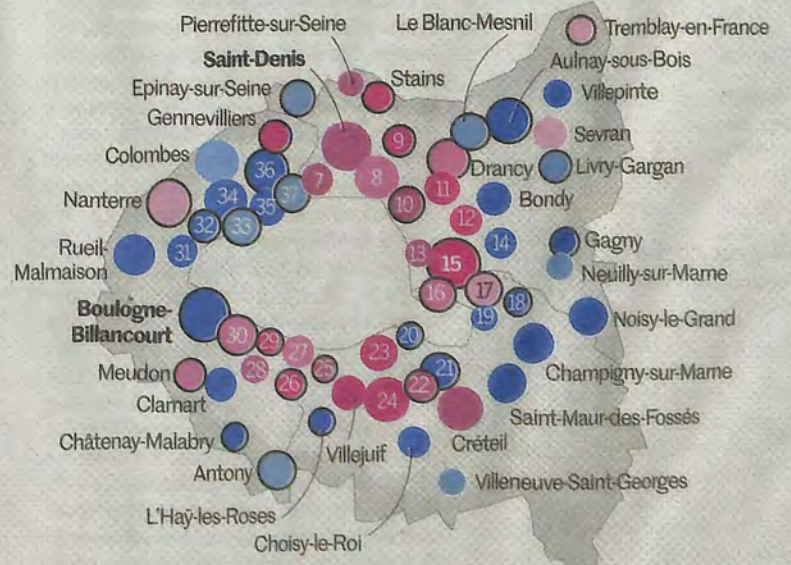 Pierrefitte-sur-Seine
Le Blanc-Mesnil
Tremblay-en-France
Saint-Denis
Aulnay-sous-Bois
Stains
Epinay-sur-Seine
Villepinte
Gennevilliers
9
Sevran
Colombes
36
7
8
Drancy
Livry-Gargan
Nanterre
34
35
37
10
11
Bondy
32
33
12
Rueil-
Malmaison
31
13
15
14
Gagny
Neuilly-sur-Marne
16
17
18
19
Boulogne-
Billancourt
Noisy-le-Grand
30
29
27
23
20
Meudon
28
26
25
21
22
24
Champigny-sur-Marne
Clamart
Saint-Maur-des-Fossés
Châtenay-Malabry
Villejuif
Créteil
Antony
Villeneuve-Saint-Georges
L'Haÿ-les-Roses
Choisy-le-Roi